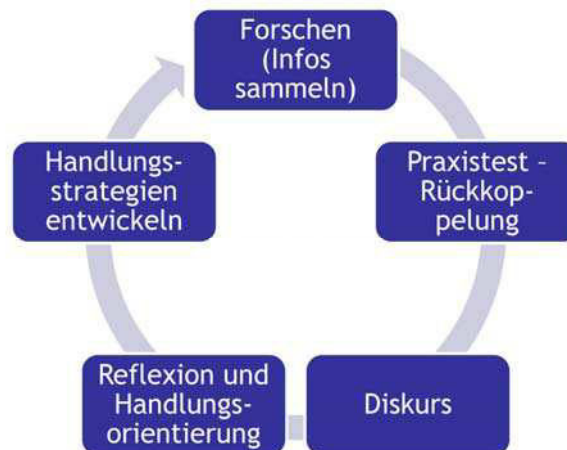 Forschen
(Infos
sammeln)
Praxistest –
Rückkop-
pelung
Diskurs
Reflexion und
Handlungs-
orientierung
Handlungs-
strategien
entwickeln